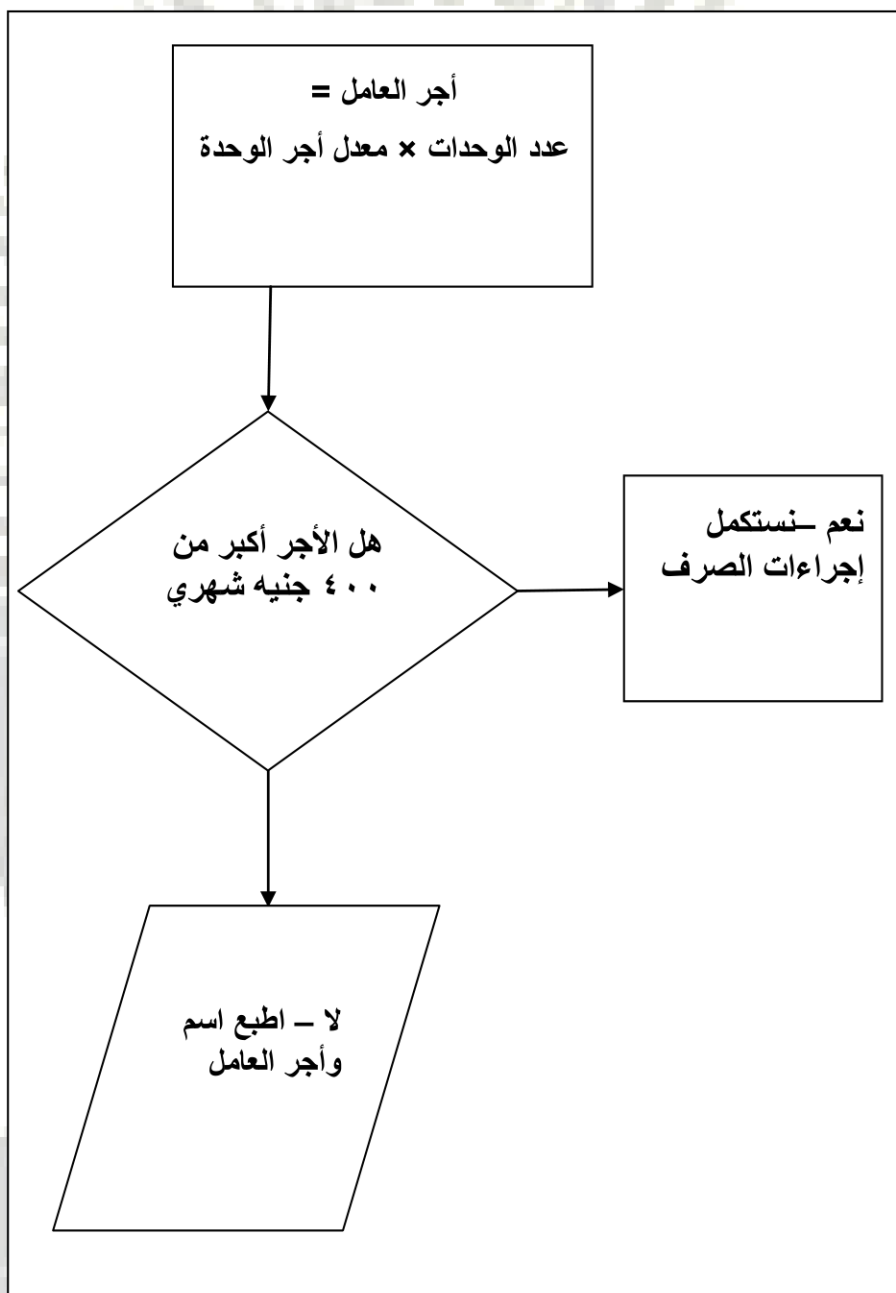 أجر العامل =
عدد الوحدات × معدل أجر الوحدة
هل الأجر أكبر من
٤٠٠ جنيه شهري
نعم –نستكمل
إجراءات الصرف
لا – اطبع اسم
وأجر العامل